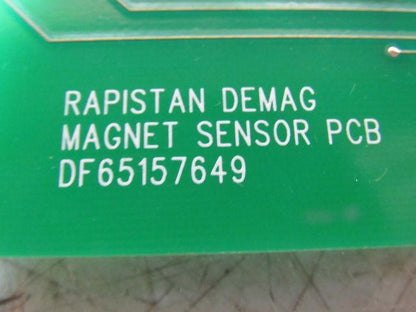 RAPISTAN DEMAG
MAGNET SENSOR PCB
DF65157649